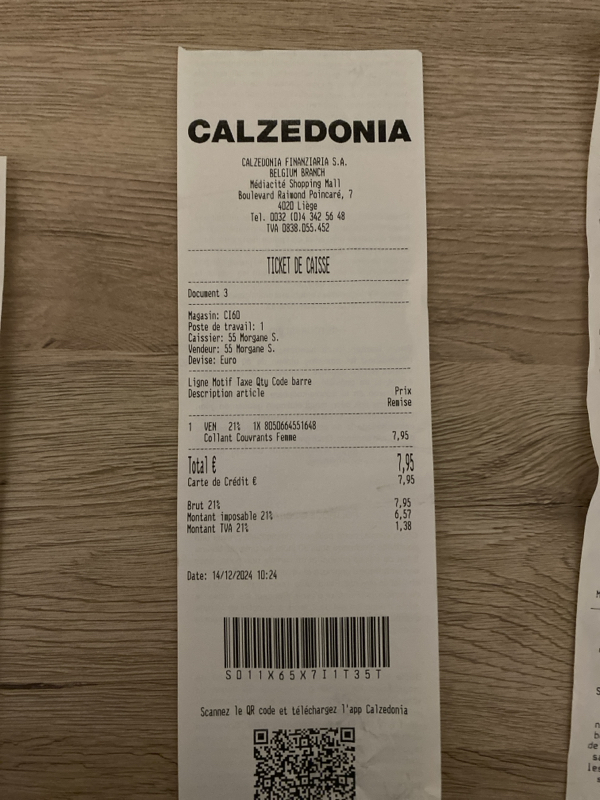 CALZEDONIA
CALZEDONIA FINANZIARIA S.A.
BELGIUM BRANCH
Médiacité Shopping Mall
Boulevard Raimond Poincaré, 7
4020 Liège
Tel. 0032 (0)4 342 56 48
TVA 0838.055.452
TICKET DE CAISSE
Document 3
Magasin: CI60
Poste de travail: 1
Caissier: 55 Morgane S.
Vendeur: 55 Morgane S.
Devise: Euro
Ligne Motif Taxe Qty Code barre
Description article Prix
Remise
1 VEN 21% 1X 8050664551648
Collant Couvrants Femme 7,95
Total € 7,95
Carte de Crédit € 7,95
Brut 21% 7,95
Montant imposable 21% 6,57
Montant TVA 21% 1,38
Date: 14/12/2024 10:24
S011X65X7I1T35T
Scannez le QR code et téléchargez l'app Calzedonia